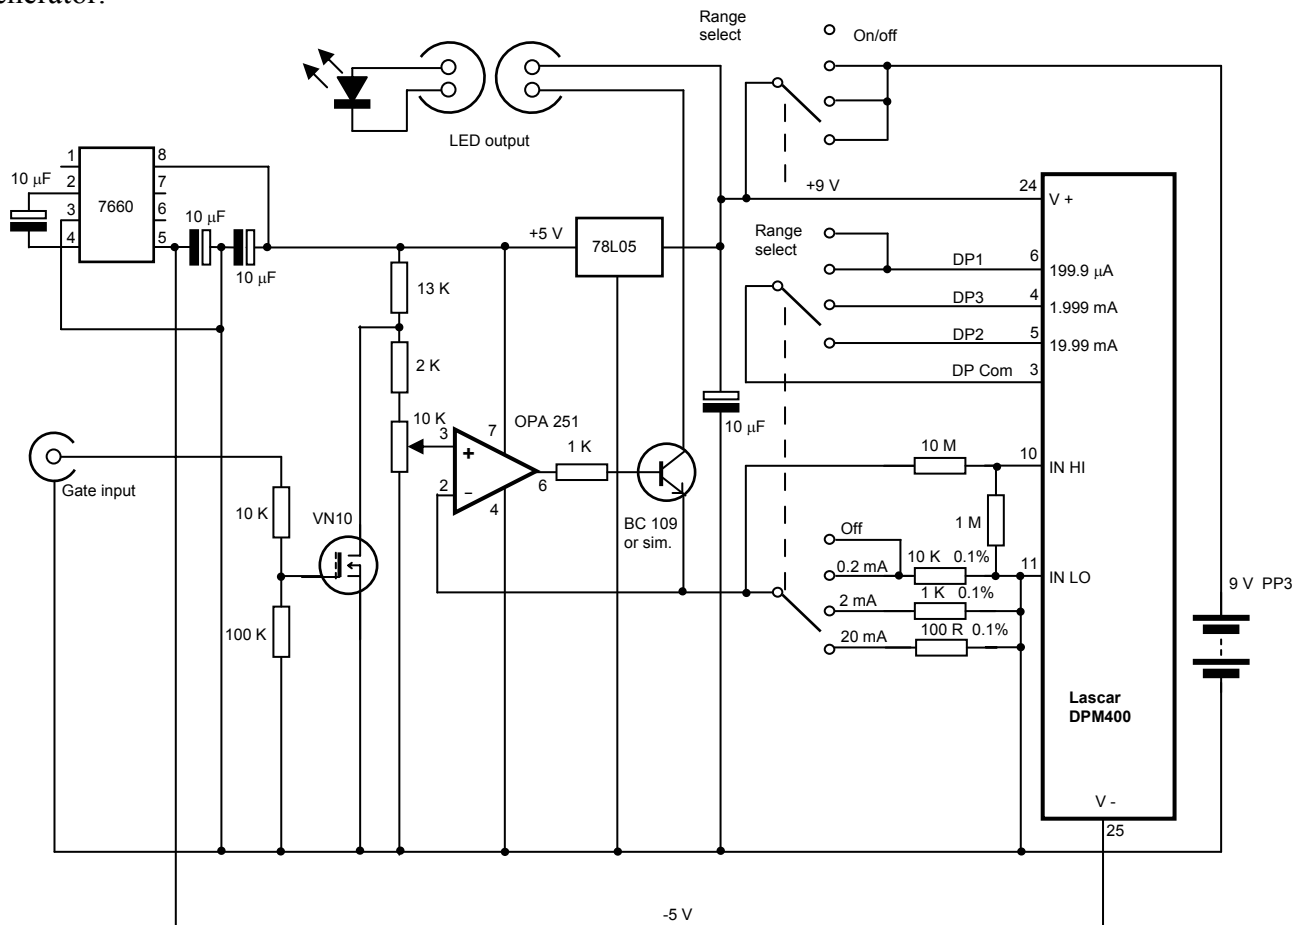 enerator.
Range
select
On/off
LED output
1
2
3
4
8
7
6
5
7660
10 µF
10 µF
10 µF
+5 V
78L05
+9 V
24
V +
Range
select
DP1
6
199.9 µA
DP3
4
1.999 mA
DP2
5
19.99 mA
DP Com
3
13 K
2 K
10 K
OPA 251
3
+
2
−
7
4
6
1 K
10 µF
BC 109
or sim.
Gate input
10 K
VN10
100 K
10 M
10
IN HI
1 M
Off
0.2 mA
10 K 0.1%
11
IN LO
2 mA
1 K 0.1%
20 mA
100 R 0.1%
9 V PP3
Lascar
DPM400
V -
25
-5 V